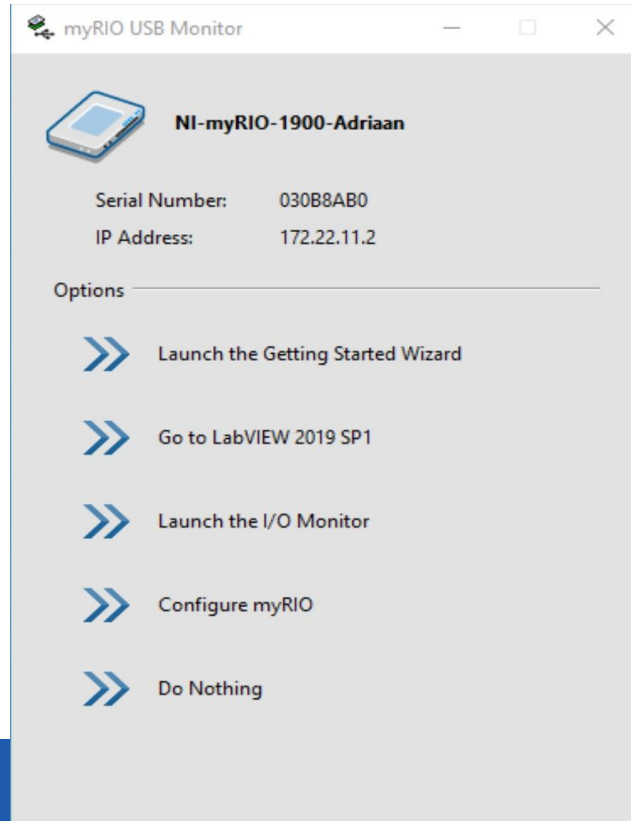 myRIO USB Monitor
NI-myRIO-1900-Adriaan
Serial Number: 030B8AB0
IP Address: 172.22.11.2
Options
Launch the Getting Started Wizard
Go to LabVIEW 2019 SP1
Launch the I/O Monitor
Configure myRIO
Do Nothing